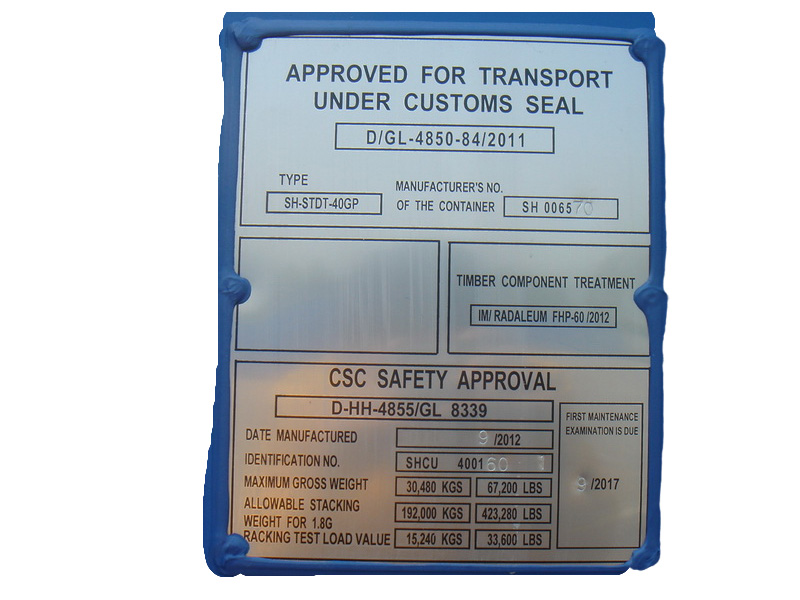 APPROVED FOR TRANSPORT
UNDER CUSTOMS SEAL
D/GL-4850-84/2011
TYPE
SH-STDT-40GP
MANUFACTURER'S NO.
OF THE CONTAINER SH 006570
TIMBER COMPONENT TREATMENT
IM/ RADALEUM FHP-60 /2012
CSC SAFETY APPROVAL
D-HH-4855/GL 8339
DATE MANUFACTURED 9 /2012
IDENTIFICATION NO. SHCU 400160 1
MAXIMUM GROSS WEIGHT 30,480 KGS 67,200 LBS
ALLOWABLE STACKING
WEIGHT FOR 1.8G 192,000 KGS 423,280 LBS
RACKING TEST LOAD VALUE 15,240 KGS 33,600 LBS
FIRST MAINTENANCE
EXAMINATION IS DUE
9 /2017